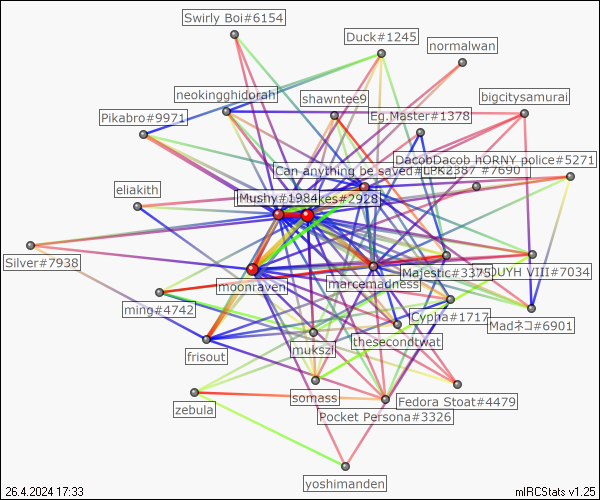 Swirly Boi#6154
Duck#1245
normalwan
neokingghidorah
shawntee9
bigcitysamurai
Pikabro#9971
Eg.Master#1378
DacobDacob hORNY police#5271
Can anything be saved#
LPK2387 #7690
eliakith
Mushy#1984
kes#2928
Silver#7938
moonraven
marcemadness
Majestic#3375
DUYH VIII#7034
ming#4742
Cypha#1717
Madネコ#6901
frisout
mukszi
thesecondtwat
zebula
somass
Fedora Stoat#4479
Pocket Persona#3326
yoshimanden
26.4.2024 17:33
mIRCStats v1.25